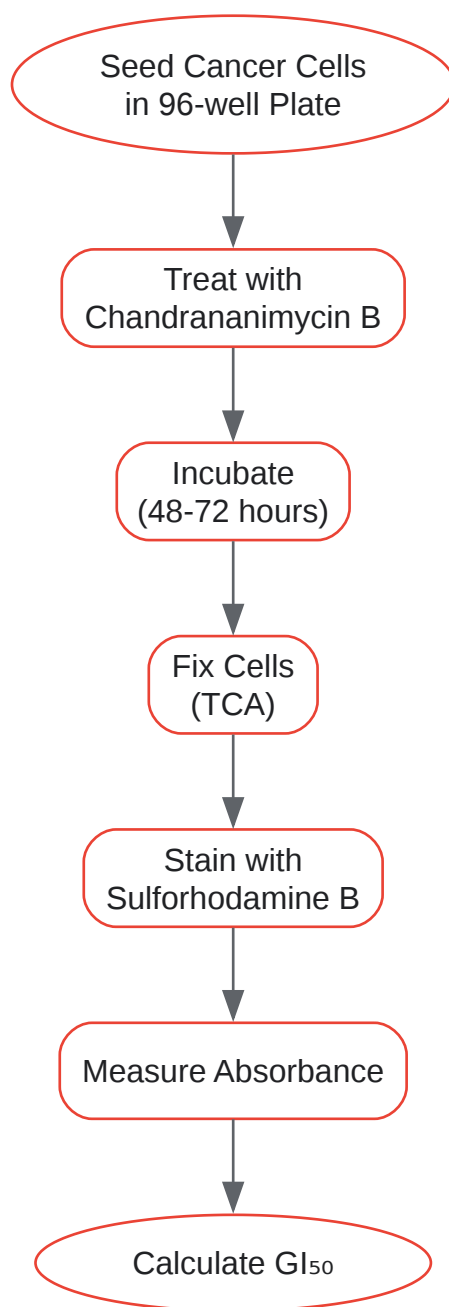 Seed Cancer Cells
in 96-well Plate
Treat with
Chandrananimycin B
Incubate
(48-72 hours)
Fix Cells
(TCA)
Stain with
Sulforhodamine B
Measure Absorbance
Calculate GI₅₀